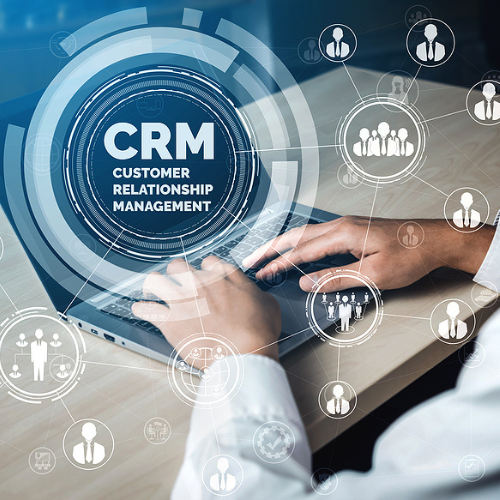 CRM
CUSTOMER
RELATIONSHIP
MANAGEMENT